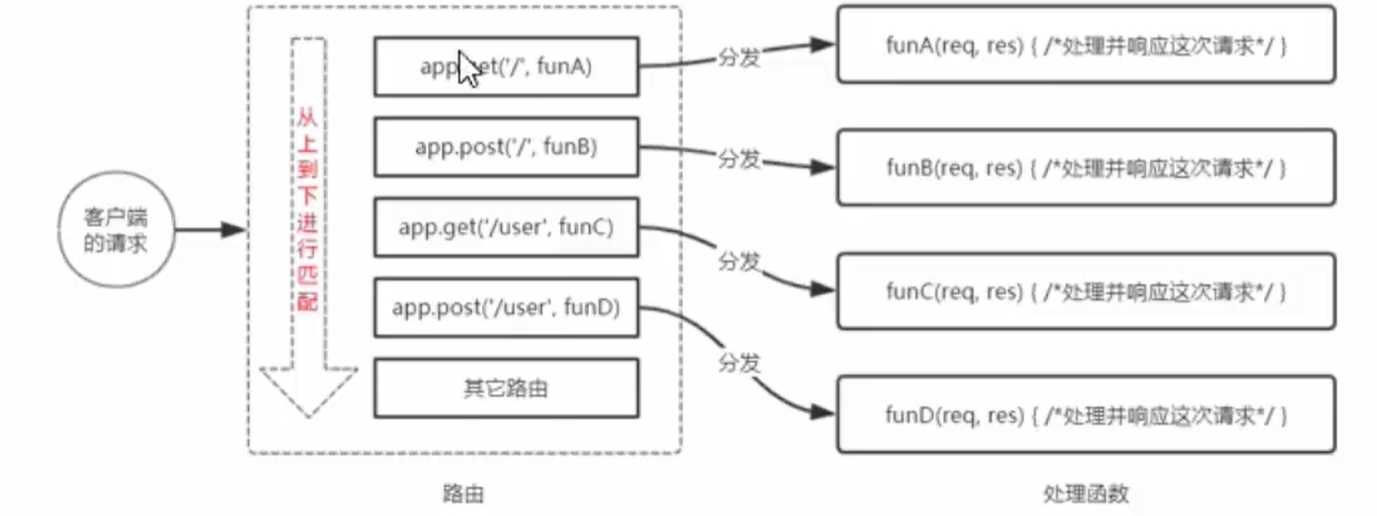 app.get('/', funA)
分发
funA(req, res) { /*处理并响应这次请求*/ }
从上到下进行匹配
app.post('/', funB)
分发
funB(req, res) { /*处理并响应这次请求*/ }
客户端
的请求
app.get('/user', funC)
分发
funC(req, res) { /*处理并响应这次请求*/ }
app.post('/user', funD)
分发
funD(req, res) { /*处理并响应这次请求*/ }
其它路由
路由
处理函数